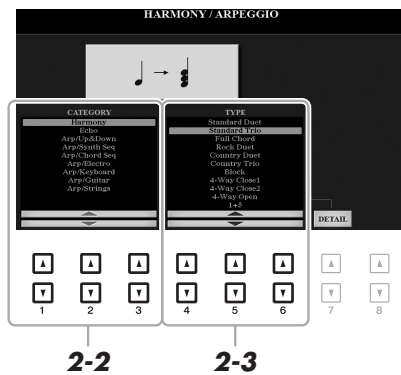 HARMONY / ARPEGGIO
CATEGORY
Harmony
Echo
Arp/Up&Down
Arp/Synth Seq
Arp/Chord Seq
Arp/Electro
Arp/Keyboard
Arp/Guitar
Arp/Strings
TYPE
Standard Duet
Standard Trio
Full Chord
Rock Duet
Country Duet
Country Trio
Block
4-Way Close1
4-Way Close2
4-Way Open
1+5
DETAIL
1 2 3 4 5 6 7 8
2-2 2-3